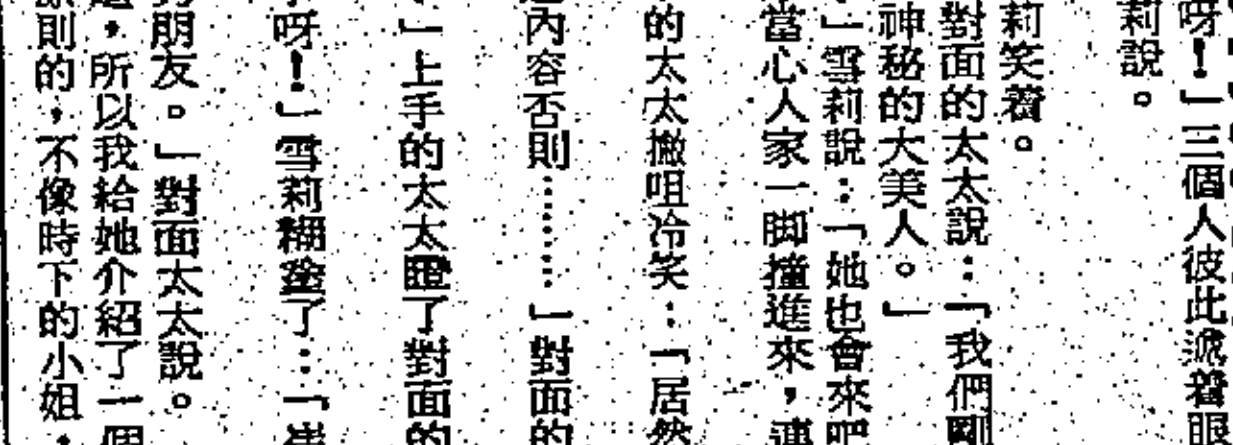 呀！」三個人彼此遞着眼
莉說。
莉笑着。
對面的太太說：「我們剛
神秘的大美人。」
」雪莉說：「她也會來吧
當心人家一脚撞進來，連
的太太撇咀冷笑：「居然
內容否則………」對面的
」上手的太太瞪了對面的
呀！」雪莉糊塗了：「崔
男朋友。」對面太太說。
，所以我給她介紹了一個
原則的，不像時下的小姐，